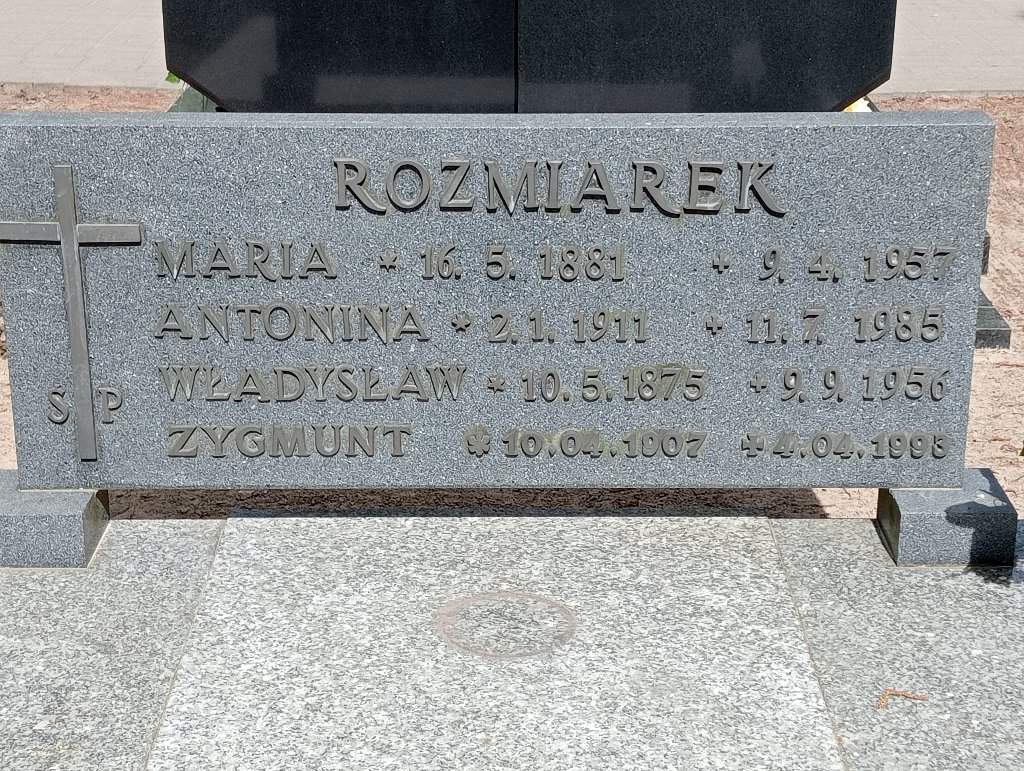 ROZMIAREK
MARIA * 16. 5. 1881 + 9. 4. 1957
ANTONINA * 2. 1. 1911 + 11. 7. 1985
WŁADYSŁAW * 10. 5. 1875 + 9. 9. 1956
Ś P
ZYGMUNT * 10. 04. 1907 + 4. 04. 1993